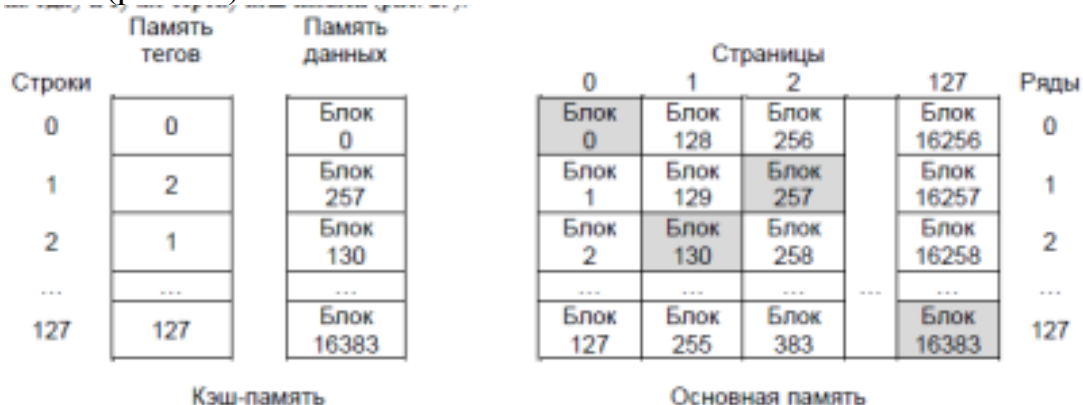 Память Память
тегов данных Страницы
Строки 0 1 2 127 Ряды
0 0 Блок Блок Блок Блок Блок 0
0 0 128 256 16256
1 2 Блок Блок Блок Блок Блок 1
257 1 129 257 16257
2 1 Блок Блок Блок Блок Блок 2
130 2 130 258 16258
... ... ... ... ... ... ... ... ...
127 127 Блок Блок Блок Блок Блок 127
16383 127 255 383 16383
Кэш-память Основная память